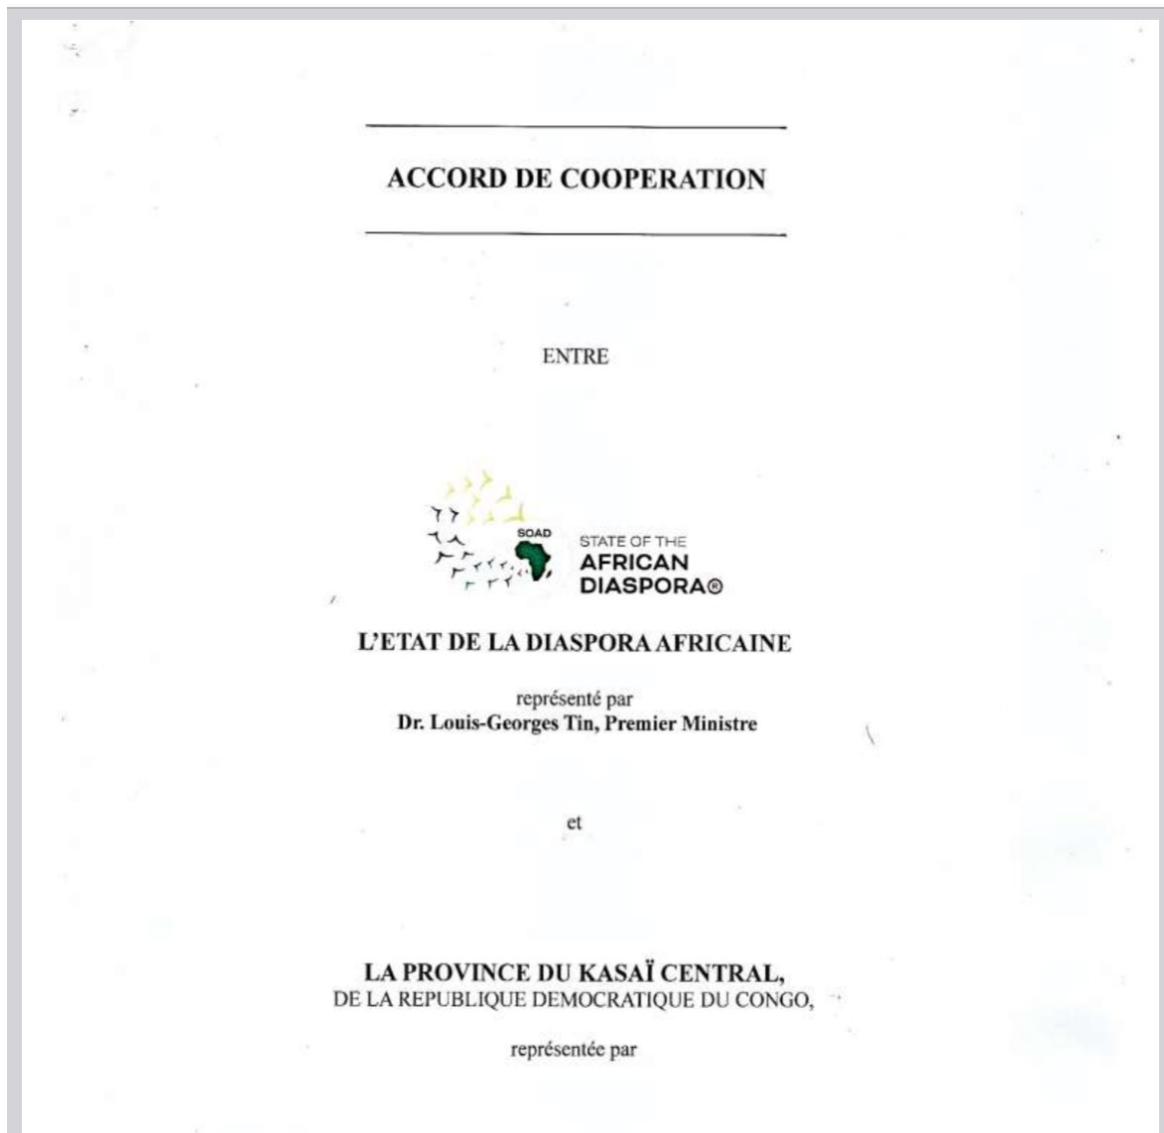 ACCORD DE COOPERATION
ENTRE
SOAD
STATE OF THE
AFRICAN
DIASPORA®
L'ETAT DE LA DIASPORA AFRICAINE
représenté par
Dr. Louis-Georges Tin, Premier Ministre
et
LA PROVINCE DU KASAÏ CENTRAL,
DE LA REPUBLIQUE DEMOCRATIQUE DU CONGO,
représentée par